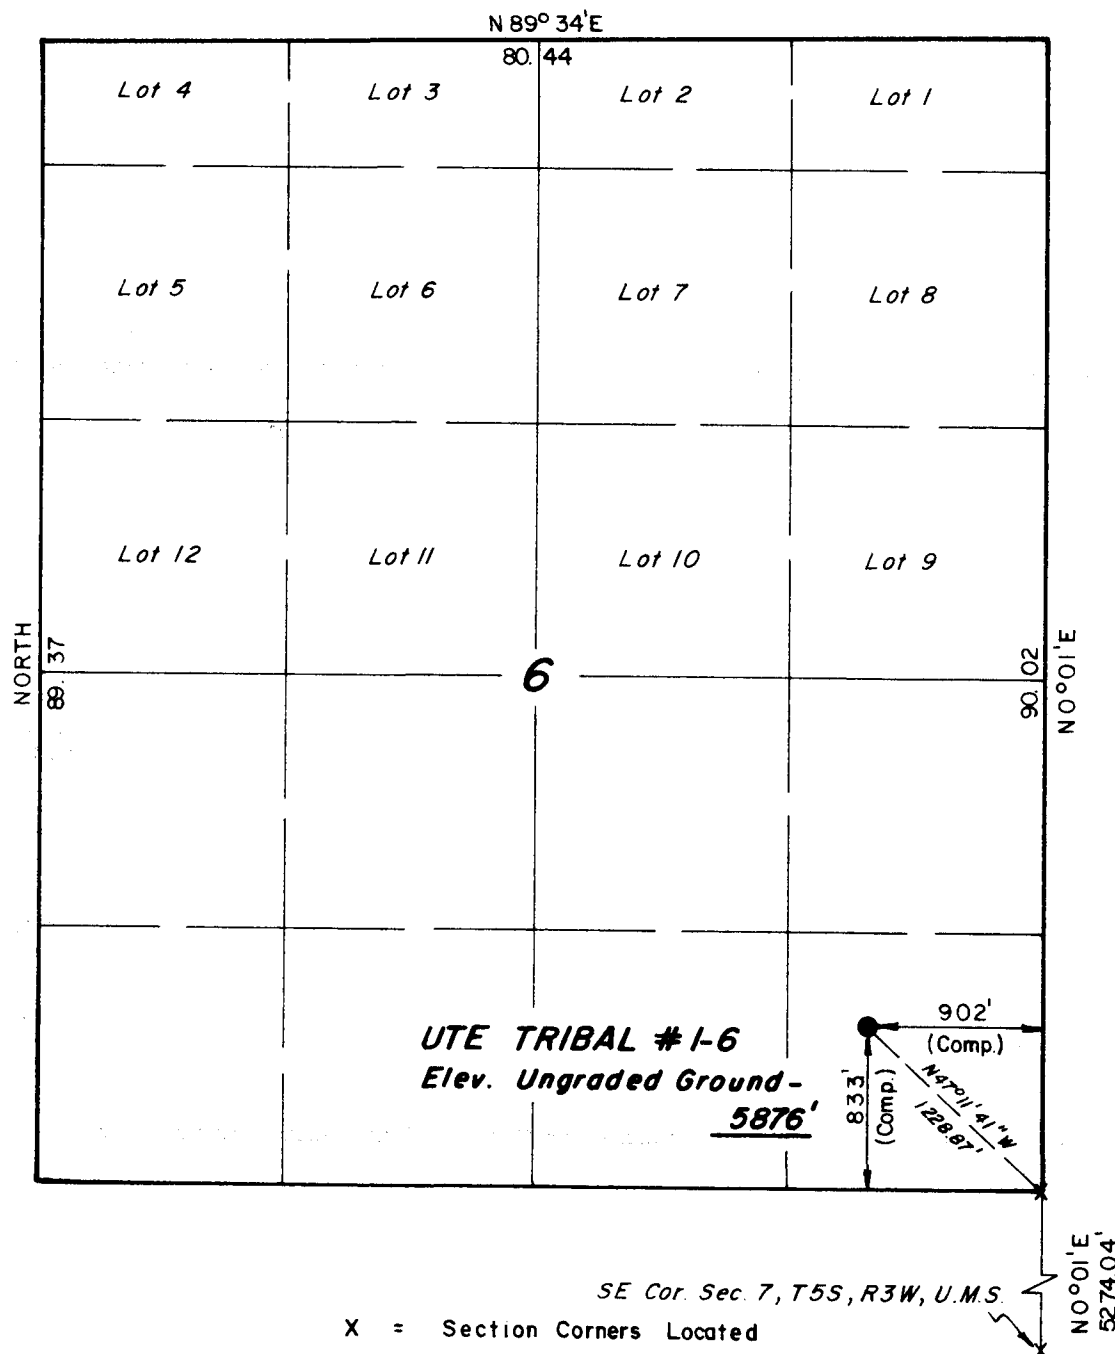 N 89° 34' E
80.44
Lot 4
Lot 3
Lot 2
Lot 1
Lot 5
Lot 6
Lot 7
Lot 8
Lot 12
Lot 11
Lot 10
Lot 9
NORTH
89.37
6
90.02
N0°01'E
UTE TRIBAL # 1-6
Elev. Ungraded Ground -
5876'
902'
(Comp.)
833'
(Comp.)
N47°11'41"W
1228.87'
SE Cor. Sec. 7, T5S, R3W, U.M.S.
N0°01'E
5274.04'
X = Section Corners Located